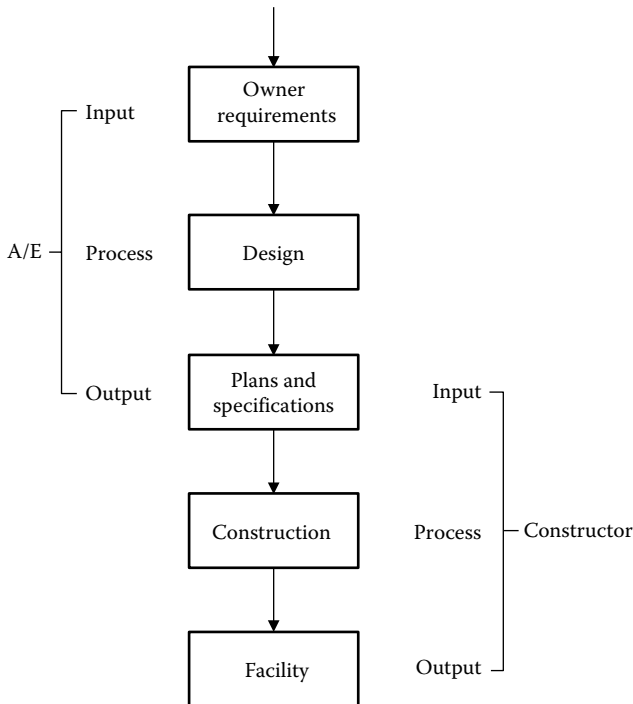 Owner
requirements
Input
A/E
Process
Design
Output
Plans and
specifications
Input
Construction
Process
Constructor
Facility
Output